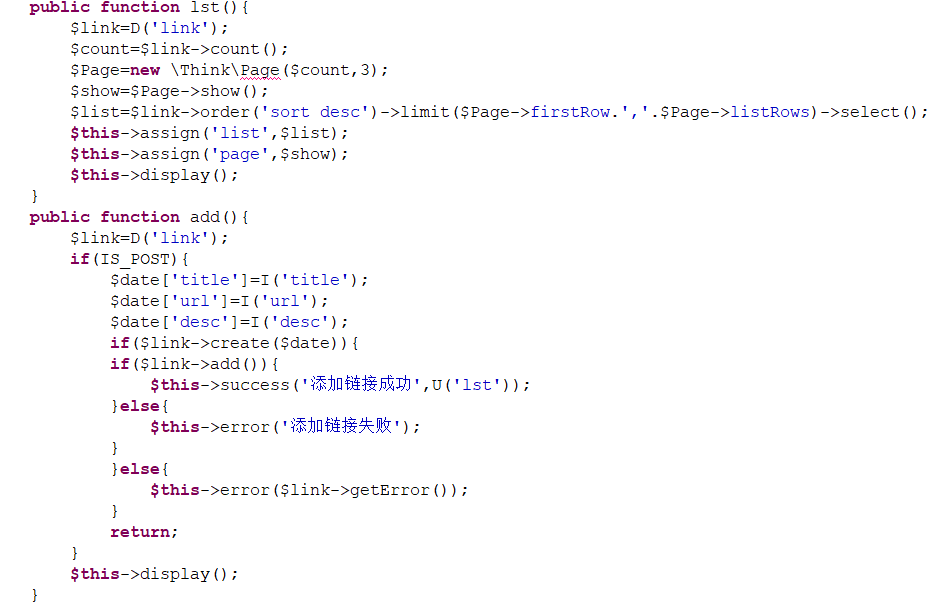 public function lst(){
$link=D('link');
$count=$link->count();
$Page=new \Think\Page($count,3);
$show=$Page->show();
$list=$link->order('sort desc')->limit($Page->firstRow.','.$Page->listRows)->select();
$this->assign('list',$list);
$this->assign('page',$show);
$this->display();
}
public function add(){
$link=D('link');
if(IS_POST){
$date['title']=I('title');
$date['url']=I('url');
$date['desc']=I('desc');
if($link->create($date)){
if($link->add()){
$this->success('添加链接成功',U('lst'));
}else{
$this->error('添加链接失败');
}
}else{
$this->error($link->getError());
}
return;
}
$this->display();
}